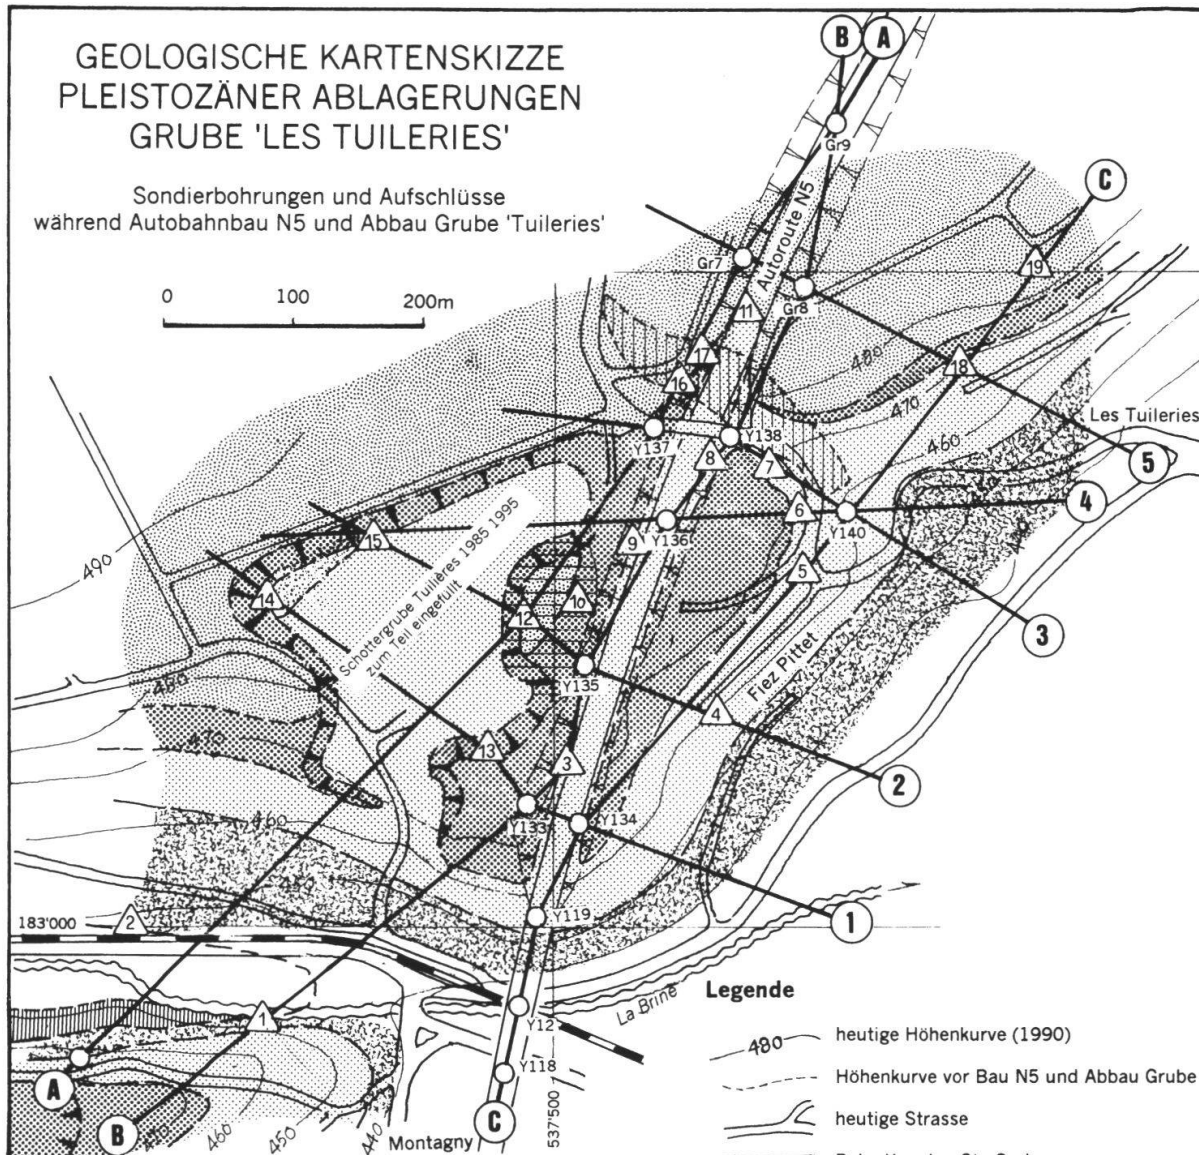 GEOLOGISCHE KARTENSKIZZE
PLEISTOZÄNER ABLAGERUNGEN
GRUBE 'LES TUILERIES'
Sondierbohrungen und Aufschlüsse
während Autobahnbau N5 und Abbau Grube 'Tuileries'
0 100 200m
B A
Gr9
C
Autoroute N5
Gr7
19
Gr8
11
17
480
18
16
470
Les Tuileries
Y137
Y138
460
8
7
5
4
6
15
9
Y136
Y140
490
5
14
10
12
Schottergrube Tuilières 1985 1995
zum Teil eingefüllt
3
Fiez Pittet
Y135
480
4
470
13
3
2
Y133
Y134
460
1
183'000
2
Y119
La Brine
1
Y12
Y118
A
B
C
470
460
450
440
Montagny
537'500
Legende
480 heutige Höhenkurve (1990)
Höhenkurve vor Bau N5 und Abbau Grube
heutige Strasse